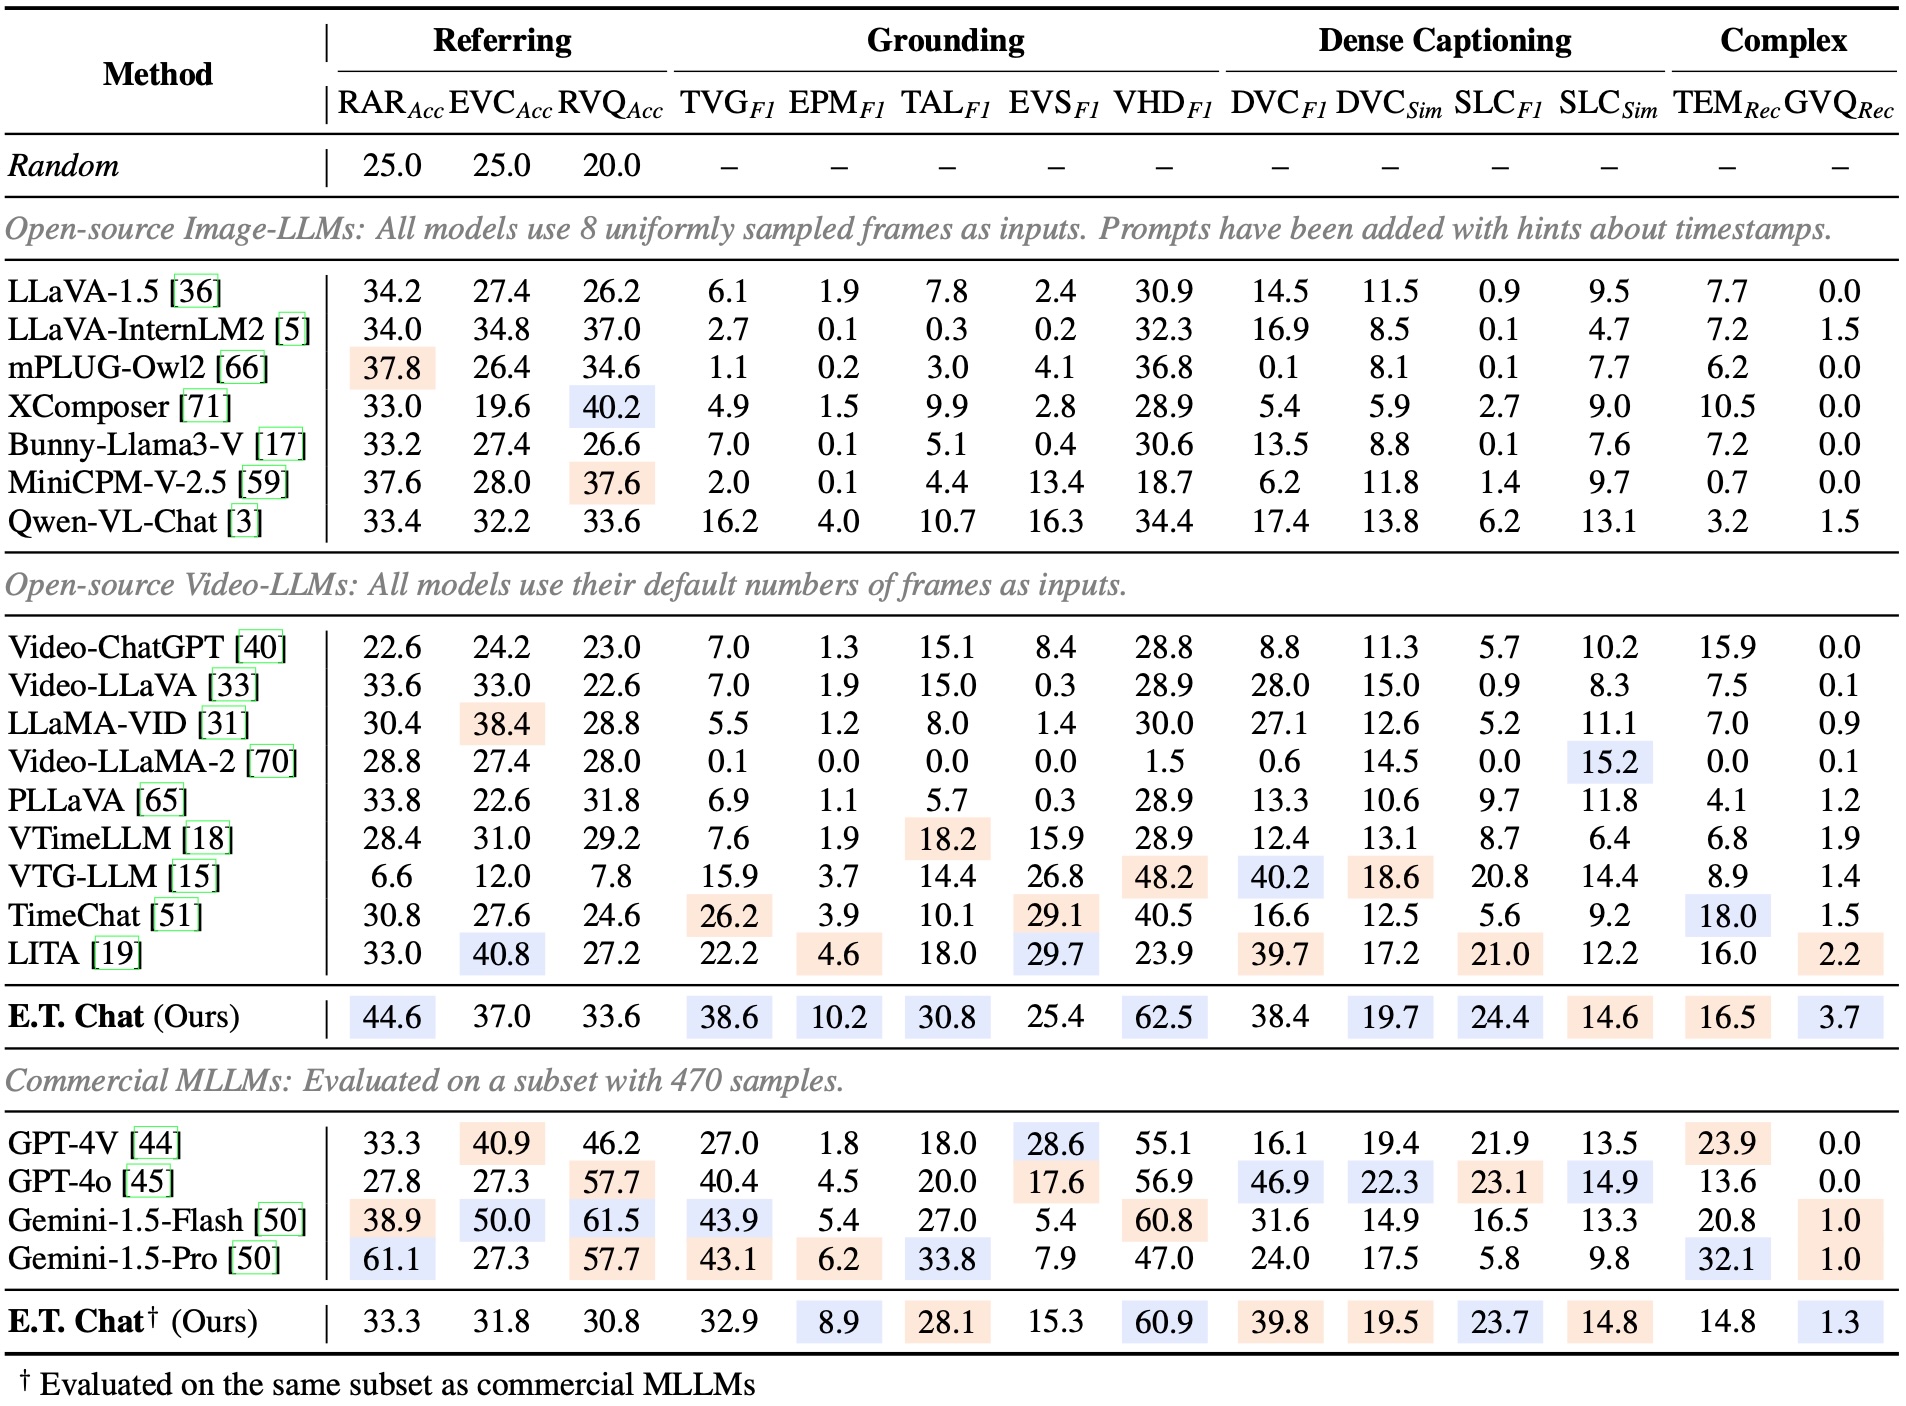 Method Referring Grounding Dense Captioning Complex
RAR_Acc EVC_Acc RVQ_Acc TVG_F1 EPM_F1 TAL_F1 EVS_F1 VHD_F1 DVC_F1 DVC_Sim SLC_F1 SLC_Sim TEM_Rec GVQ_Rec
Random 25.0 25.0 20.0 – – – – – – – – – – –
Open-source Image-LLMs: All models use 8 uniformly sampled frames as inputs. Prompts have been added with hints about timestamps.
LLaVA-1.5 [36] 34.2 27.4 26.2 6.1 1.9 7.8 2.4 30.9 14.5 11.5 0.9 9.5 7.7 0.0
LLaVA-InternLM2 [5] 34.0 34.8 37.0 2.7 0.1 0.3 0.2 32.3 16.9 8.5 0.1 4.7 7.2 1.5
mPLUG-Owl2 [66] 37.8 26.4 34.6 1.1 0.2 3.0 4.1 36.8 0.1 8.1 0.1 7.7 6.2 0.0
XComposer [71] 33.0 19.6 40.2 4.9 1.5 9.9 2.8 28.9 5.4 5.9 2.7 9.0 10.5 0.0
Bunny-Llama3-V [17] 33.2 27.4 26.6 7.0 0.1 5.1 0.4 30.6 13.5 8.8 0.1 7.6 7.2 0.0
MiniCPM-V-2.5 [59] 37.6 28.0 37.6 2.0 0.1 4.4 13.4 18.7 6.2 11.8 1.4 9.7 0.7 0.0
Qwen-VL-Chat [3] 33.4 32.2 33.6 16.2 4.0 10.7 16.3 34.4 17.4 13.8 6.2 13.1 3.2 1.5
Open-source Video-LLMs: All models use their default numbers of frames as inputs.
Video-ChatGPT [40] 22.6 24.2 23.0 7.0 1.3 15.1 8.4 28.8 8.8 11.3 5.7 10.2 15.9 0.0
Video-LLaVA [33] 33.6 33.0 22.6 7.0 1.9 15.0 0.3 28.9 28.0 15.0 0.9 8.3 7.5 0.1
LLaMA-VID [31] 30.4 38.4 28.8 5.5 1.2 8.0 1.4 30.0 27.1 12.6 5.2 11.1 7.0 0.9
Video-LLaMA-2 [70] 28.8 27.4 28.0 0.1 0.0 0.0 0.0 1.5 0.6 14.5 0.0 15.2 0.0 0.1
PLLaVA [65] 33.8 22.6 31.8 6.9 1.1 5.7 0.3 28.9 13.3 10.6 9.7 11.8 4.1 1.2
VTimeLLM [18] 28.4 31.0 29.2 7.6 1.9 18.2 15.9 28.9 12.4 13.1 8.7 6.4 6.8 1.9
VTG-LLM [15] 6.6 12.0 7.8 15.9 3.7 14.4 26.8 48.2 40.2 18.6 20.8 14.4 8.9 1.4
TimeChat [51] 30.8 27.6 24.6 26.2 3.9 10.1 29.1 40.5 16.6 12.5 5.6 9.2 18.0 1.5
LITA [19] 33.0 40.8 27.2 22.2 4.6 18.0 29.7 23.9 39.7 17.2 21.0 12.2 16.0 2.2
E.T. Chat (Ours) 44.6 37.0 33.6 38.6 10.2 30.8 25.4 62.5 38.4 19.7 24.4 14.6 16.5 3.7
Commercial MLLMs: Evaluated on a subset with 470 samples.
GPT-4V [44] 33.3 40.9 46.2 27.0 1.8 18.0 28.6 55.1 16.1 19.4 21.9 13.5 23.9 0.0
GPT-4o [45] 27.8 27.3 57.7 40.4 4.5 20.0 17.6 56.9 46.9 22.3 23.1 14.9 13.6 0.0
Gemini-1.5-Flash [50] 38.9 50.0 61.5 43.9 5.4 27.0 5.4 60.8 31.6 14.9 16.5 13.3 20.8 1.0
Gemini-1.5-Pro [50] 61.1 27.3 57.7 43.1 6.2 33.8 7.9 47.0 24.0 17.5 5.8 9.8 32.1 1.0
E.T. Chat† (Ours) 33.3 31.8 30.8 32.9 8.9 28.1 15.3 60.9 39.8 19.5 23.7 14.8 14.8 1.3
† Evaluated on the same subset as commercial MLLMs